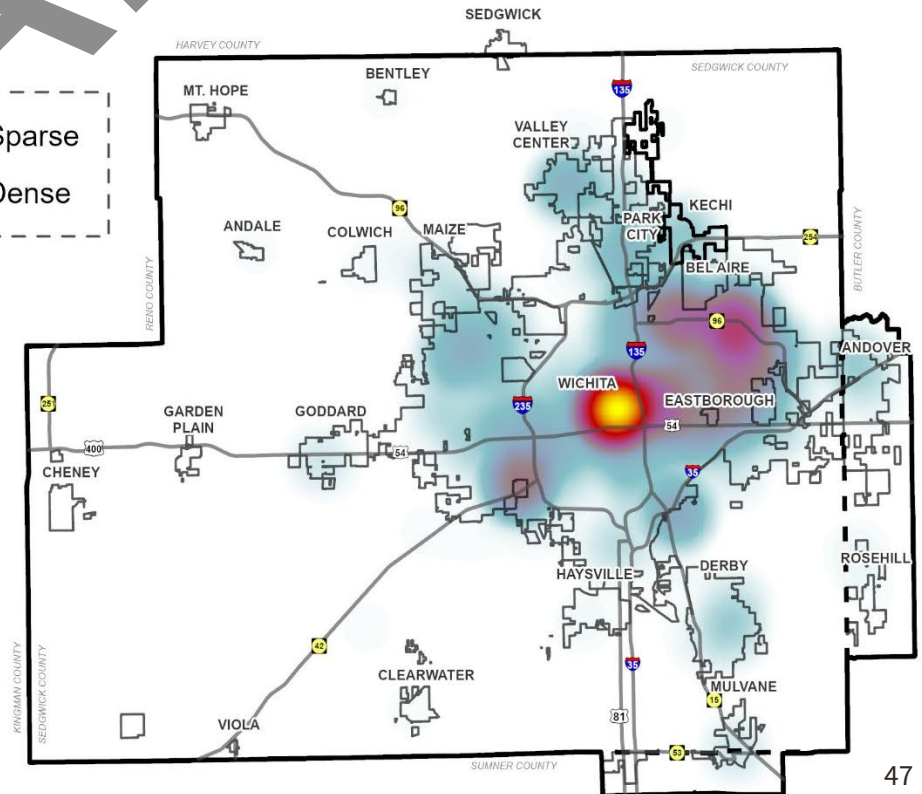 SEDGWICK
HARVEY COUNTY
SEDGWICK COUNTY
BENTLEY
MT. HOPE
135
VALLEY
CENTER
Dense
96
KECHI
PARK
CITY
ANDALE
COLWICH
MAIZE
254
BEL AIRE
BUTLER COUNTY
RENO COUNTY
96
ANDOVER
135
WICHITA
EASTBOROUGH
251
235
GARDEN
PLAIN
GODDARD
54
400
54
CHENEY
35
HAYSVILLE
DERBY
ROSEHILL
42
35
CLEARWATER
MULVANE
15
KINGMAN COUNTY
SEDGWICK COUNTY
81
VIOLA
53
SUMNER COUNTY
47